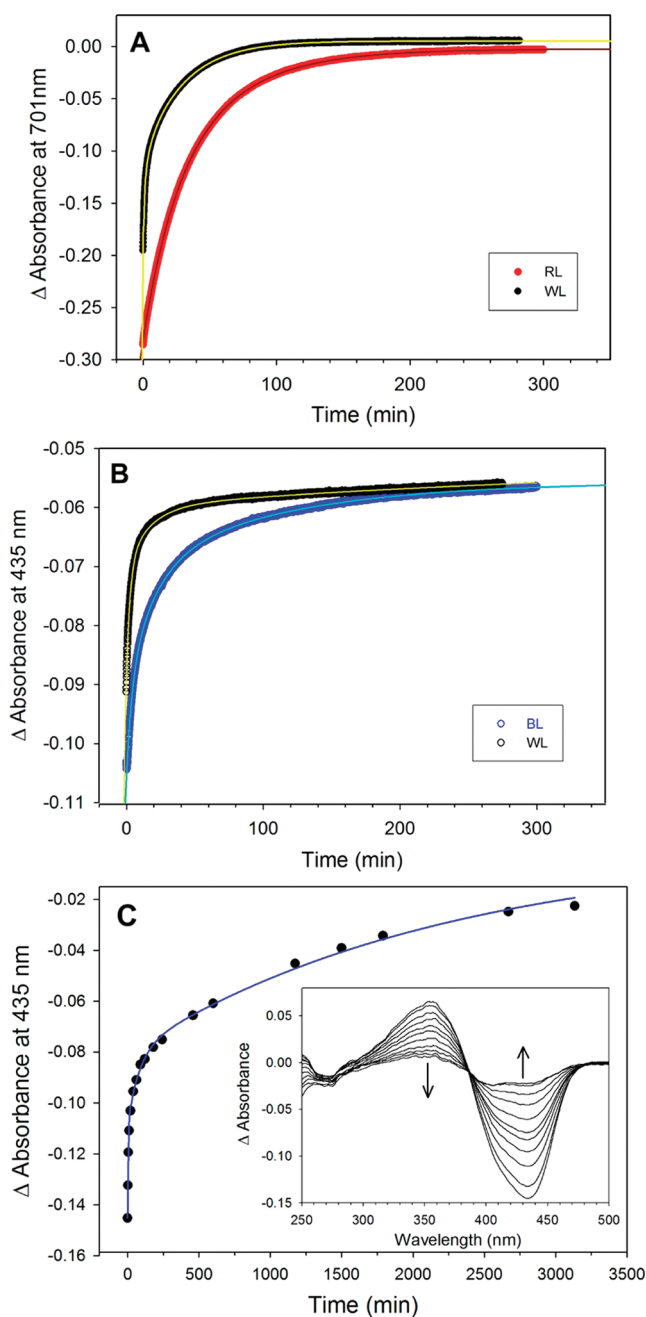 A
Δ Absorbance at 701nm
0.00
-0.05
-0.10
-0.15
-0.20
-0.25
-0.30
RL
WL
0 100 200 300
Time (min)
B
Δ Absorbance at 435 nm
-0.05
-0.06
-0.07
-0.08
-0.09
-0.10
-0.11
BL
WL
0 100 200 300
Time (min)
C
Δ Absorbance at 435 nm
-0.02
-0.04
-0.06
-0.08
-0.10
-0.12
-0.14
-0.16
Δ Absorbance
0.05
0.00
-0.05
-0.10
-0.15
250 300 350 400 450 500
Wavelength (nm)
0 500 1000 1500 2000 2500 3000 3500
Time (min)